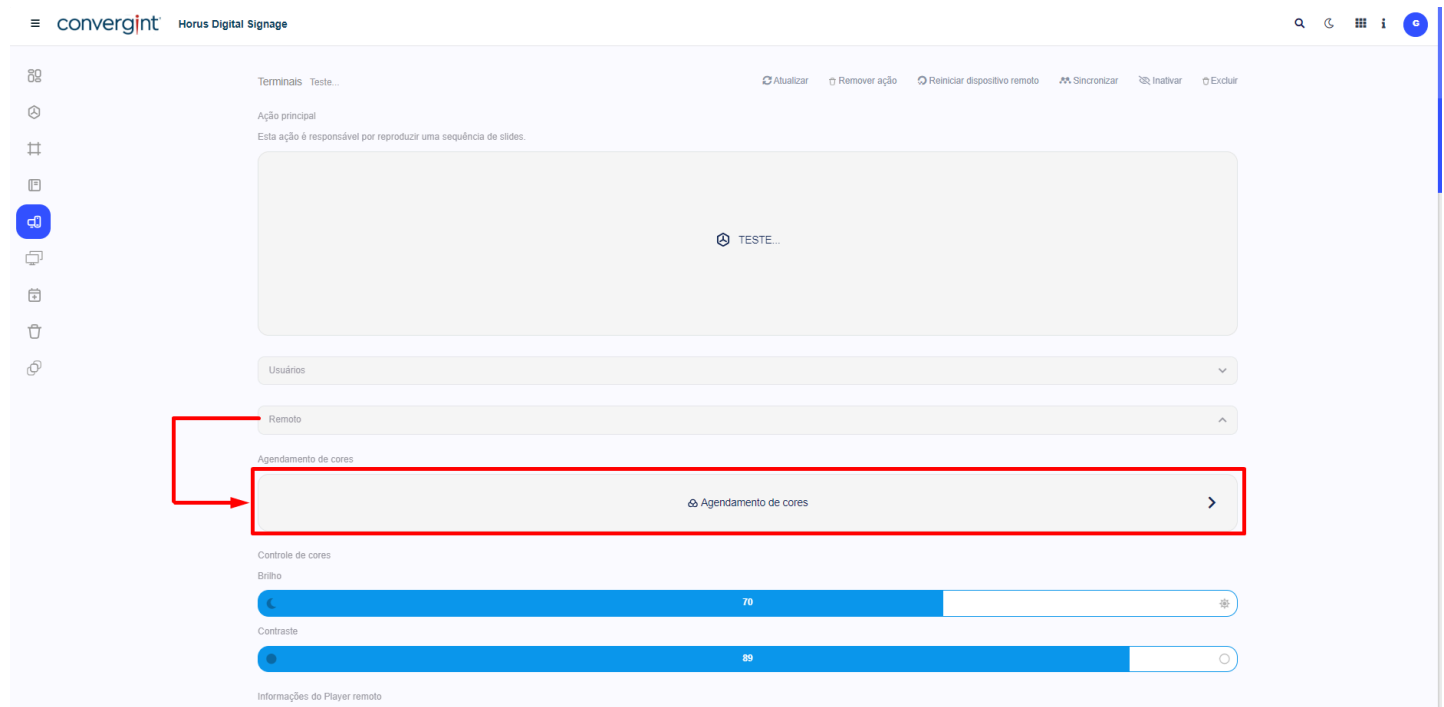 convergint Horus Digital Signage
G
Terminais Teste... Atualizar Remover ação Reiniciar dispositivo remoto Sincronizar Inativar Excluir
Ação principal
Esta ação é responsável por reproduzir uma sequência de slides.
TESTE...
Usuários
Remoto
Agendamento de cores
Agendamento de cores
Controle de cores
Brilho
70
Contraste
89
Informações do Player remoto